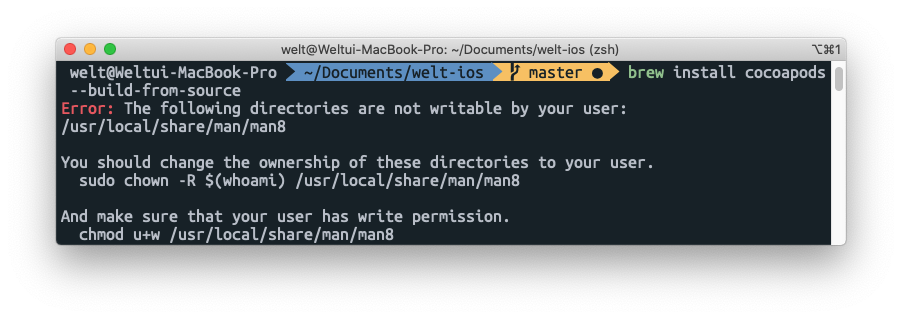 welt@Weltui-MacBook-Pro: ~/Documents/welt-ios (zsh) ⌥⌘1
welt@Weltui-MacBook-Pro ~/Documents/welt-ios master ● brew install cocoapods
--build-from-source
Error: The following directories are not writable by your user:
/usr/local/share/man/man8
You should change the ownership of these directories to your user.
sudo chown -R $(whoami) /usr/local/share/man/man8
And make sure that your user has write permission.
chmod u+w /usr/local/share/man/man8